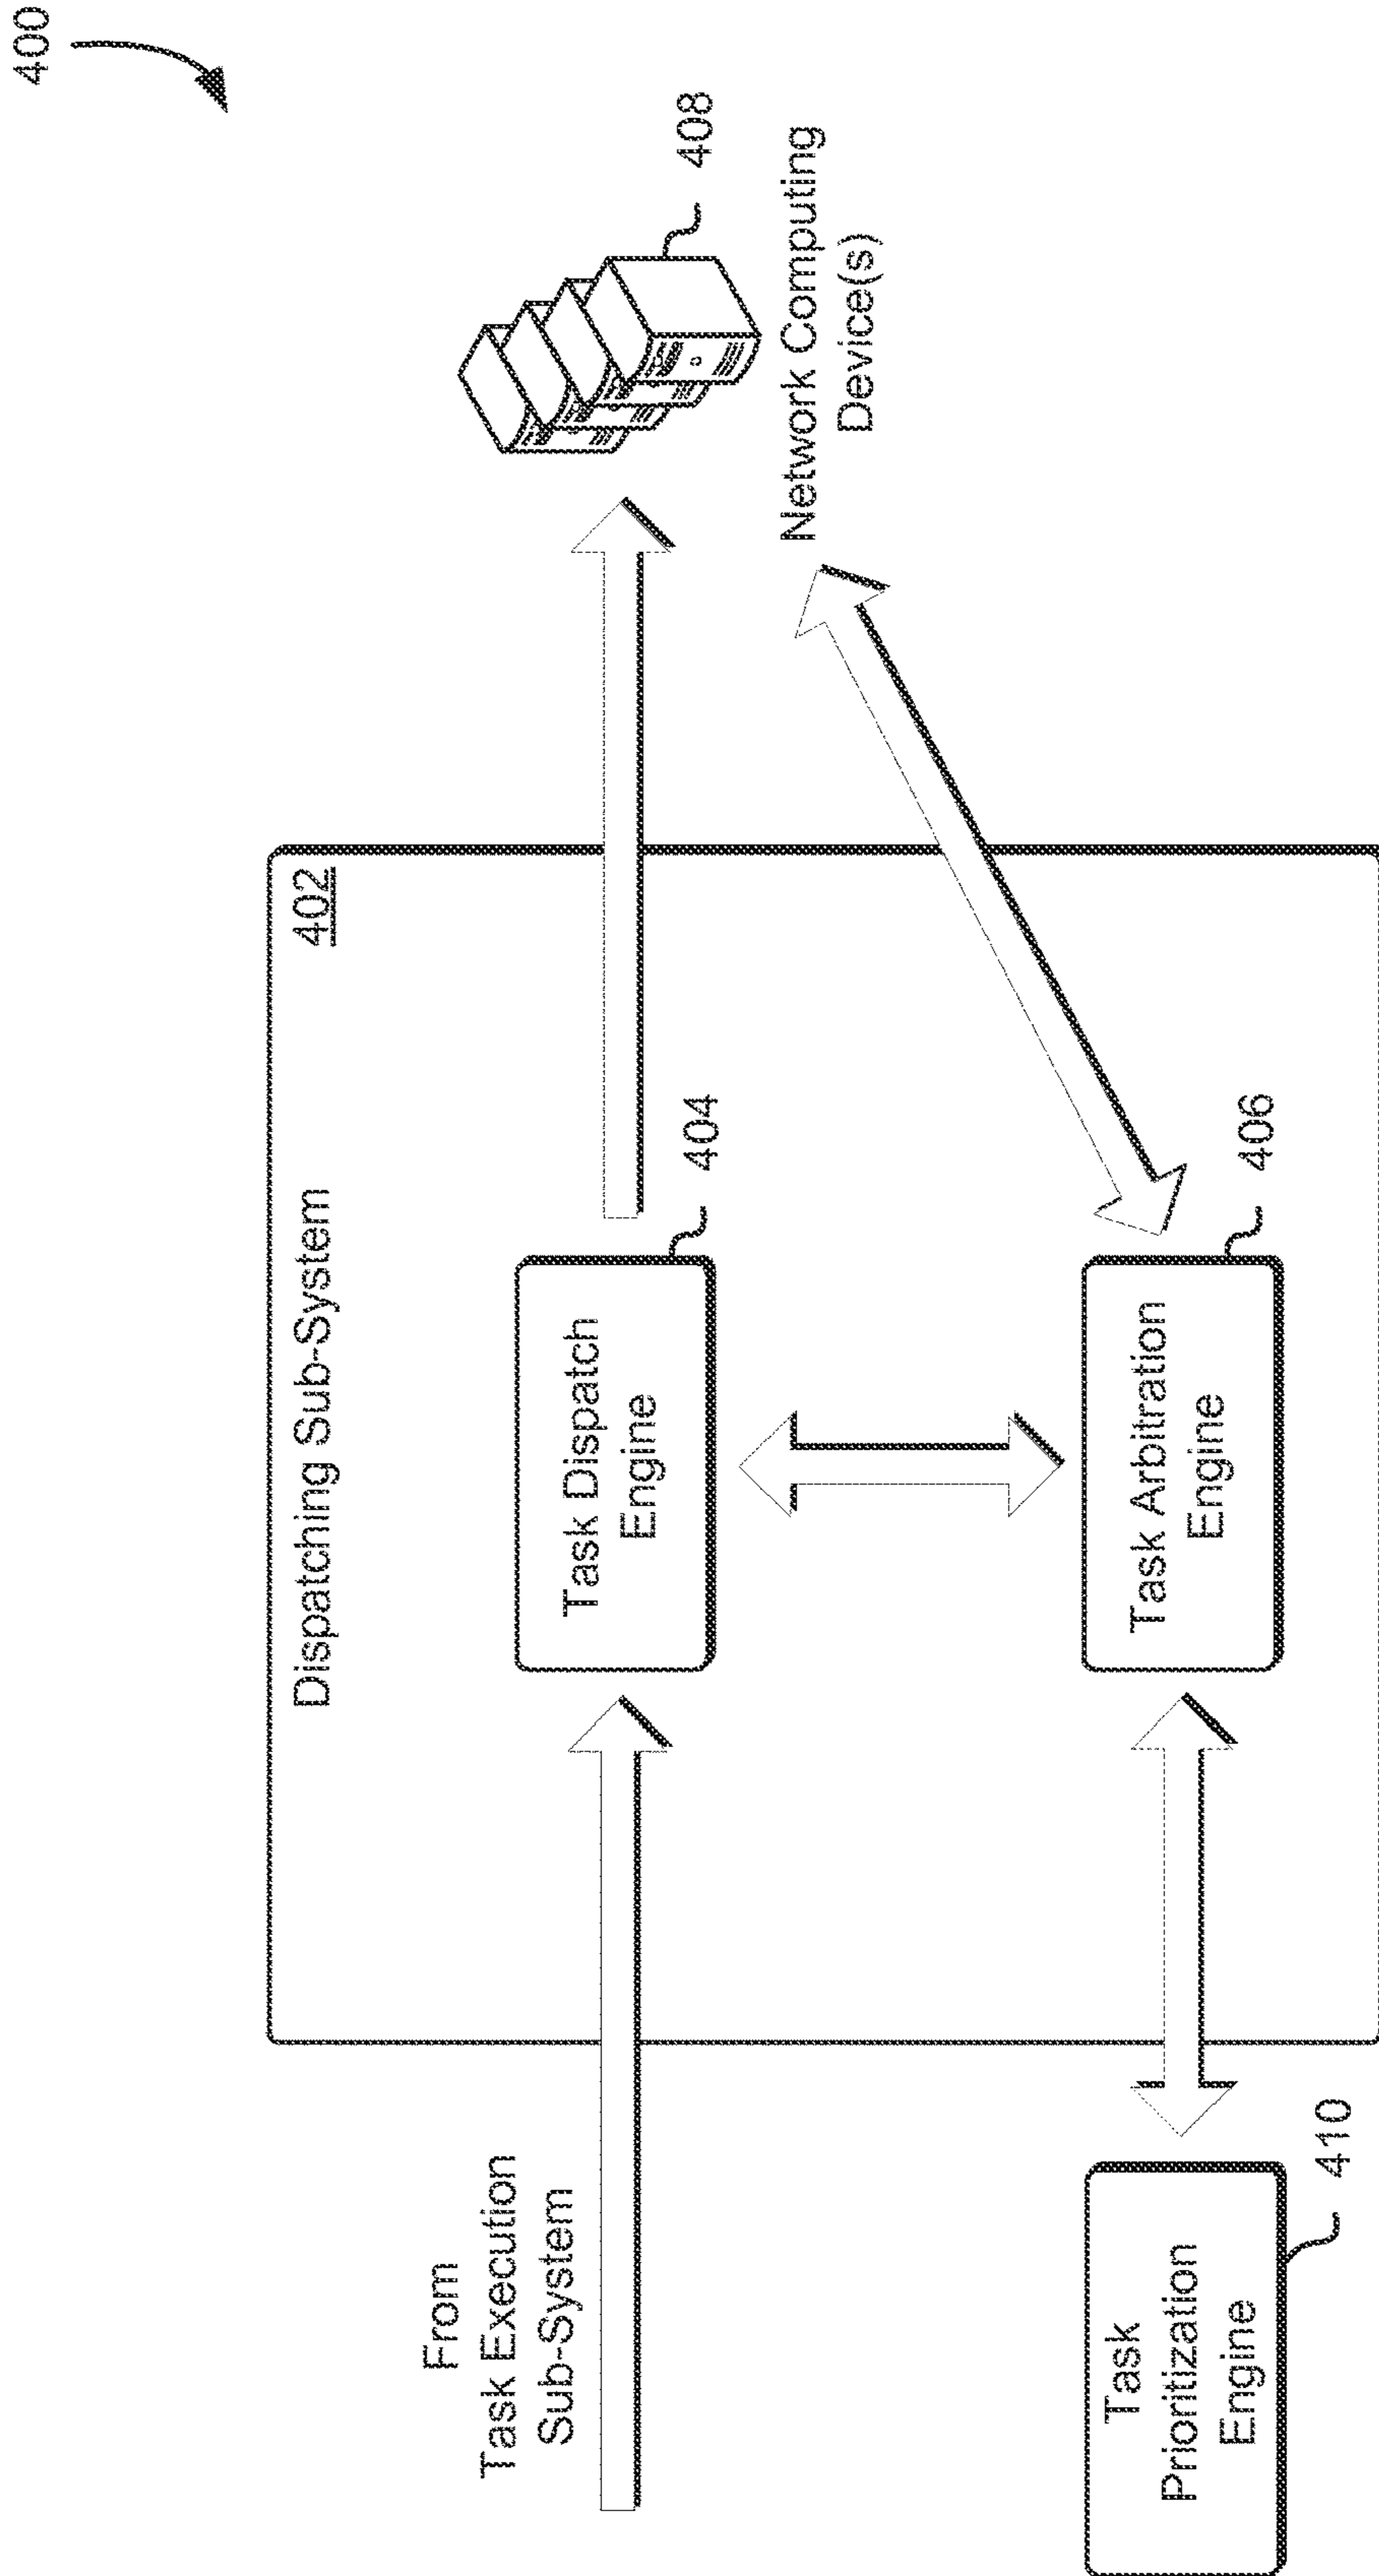 400
Dispatching Sub-System
402
From
Task Execution
Sub-System
Task Dispatch
Engine
404
408
Network Computing
Device(s)
Task
Prioritization
Engine
410
Task Arbitration
Engine
406